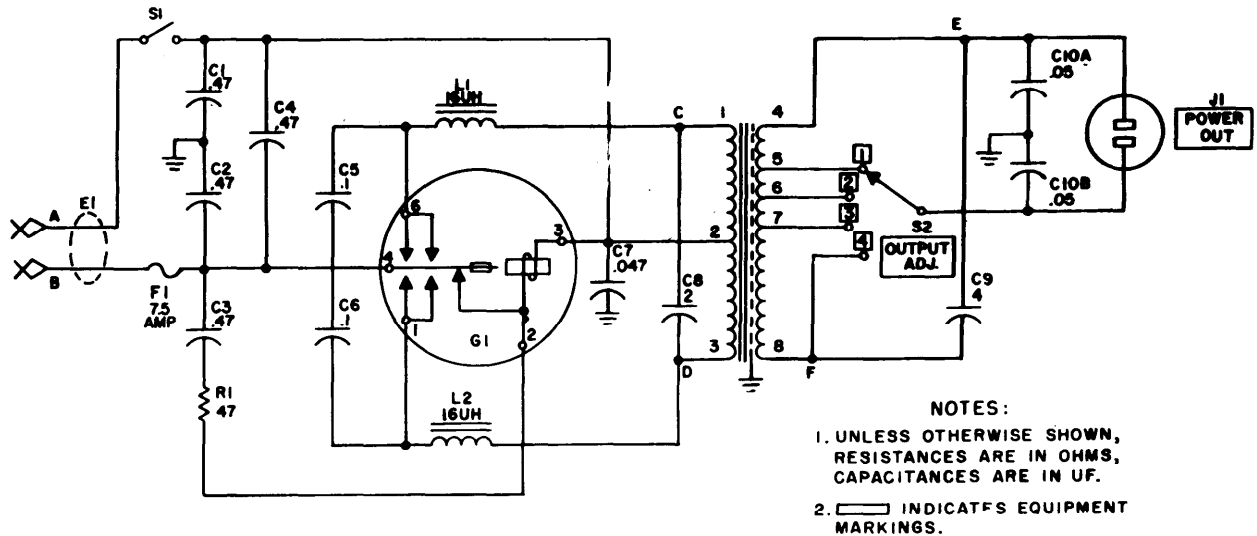 S1
E
C1
.47
C10A
.05
L1
16UH
C
1
4
J1
POWER
OUT
C4
.47
5
1
C2
.47
C5
.1
6
2
C10B
.05
E1
6
7
3
A
3
2
S2
4
4
OUTPUT
ADJ.
C7
.047
B
C8
2
C9
4
F1
7.5
AMP
C3
.47
C6
.1
1
2
G1
3
8
D
F
R1
47
L2
16UH
NOTES:
1. UNLESS OTHERWISE SHOWN,
RESISTANCES ARE IN OHMS,
CAPACITANCES ARE IN UF.
2. INDICATES EQUIPMENT
MARKINGS.